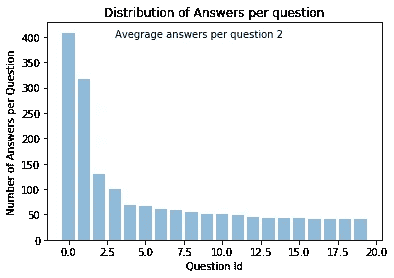 Distribution of Answers per question
Avegrage answers per question 2
Number of Answers per Question
400
350
300
250
200
150
100
50
0
0.0 2.5 5.0 7.5 10.0 12.5 15.0 17.5 20.0
Question Id